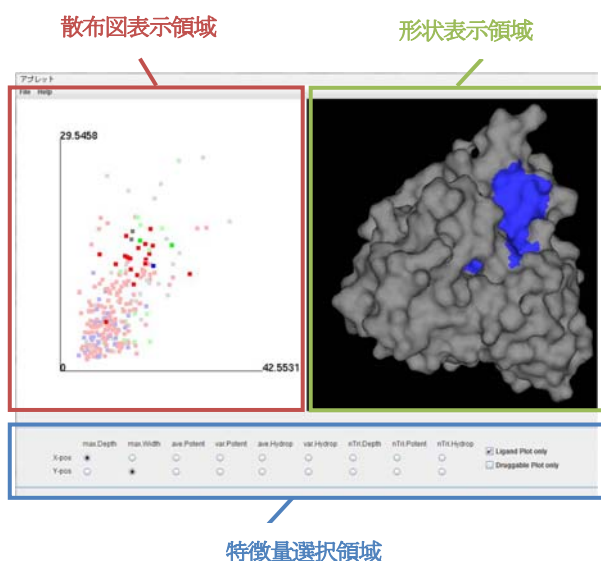 散布図表示領域
形状表示領域
アプレット
File Help
29.5458
0
42.5531
max.Depth max.Width ave.Potent var.Potent ave.Hydrop var.Hydrop nTri.Depth nTri.Potent nTri.Hydrop
X-pos
Y-pos
Ligand Plot only
Druggable Plot only
特徴量選択領域